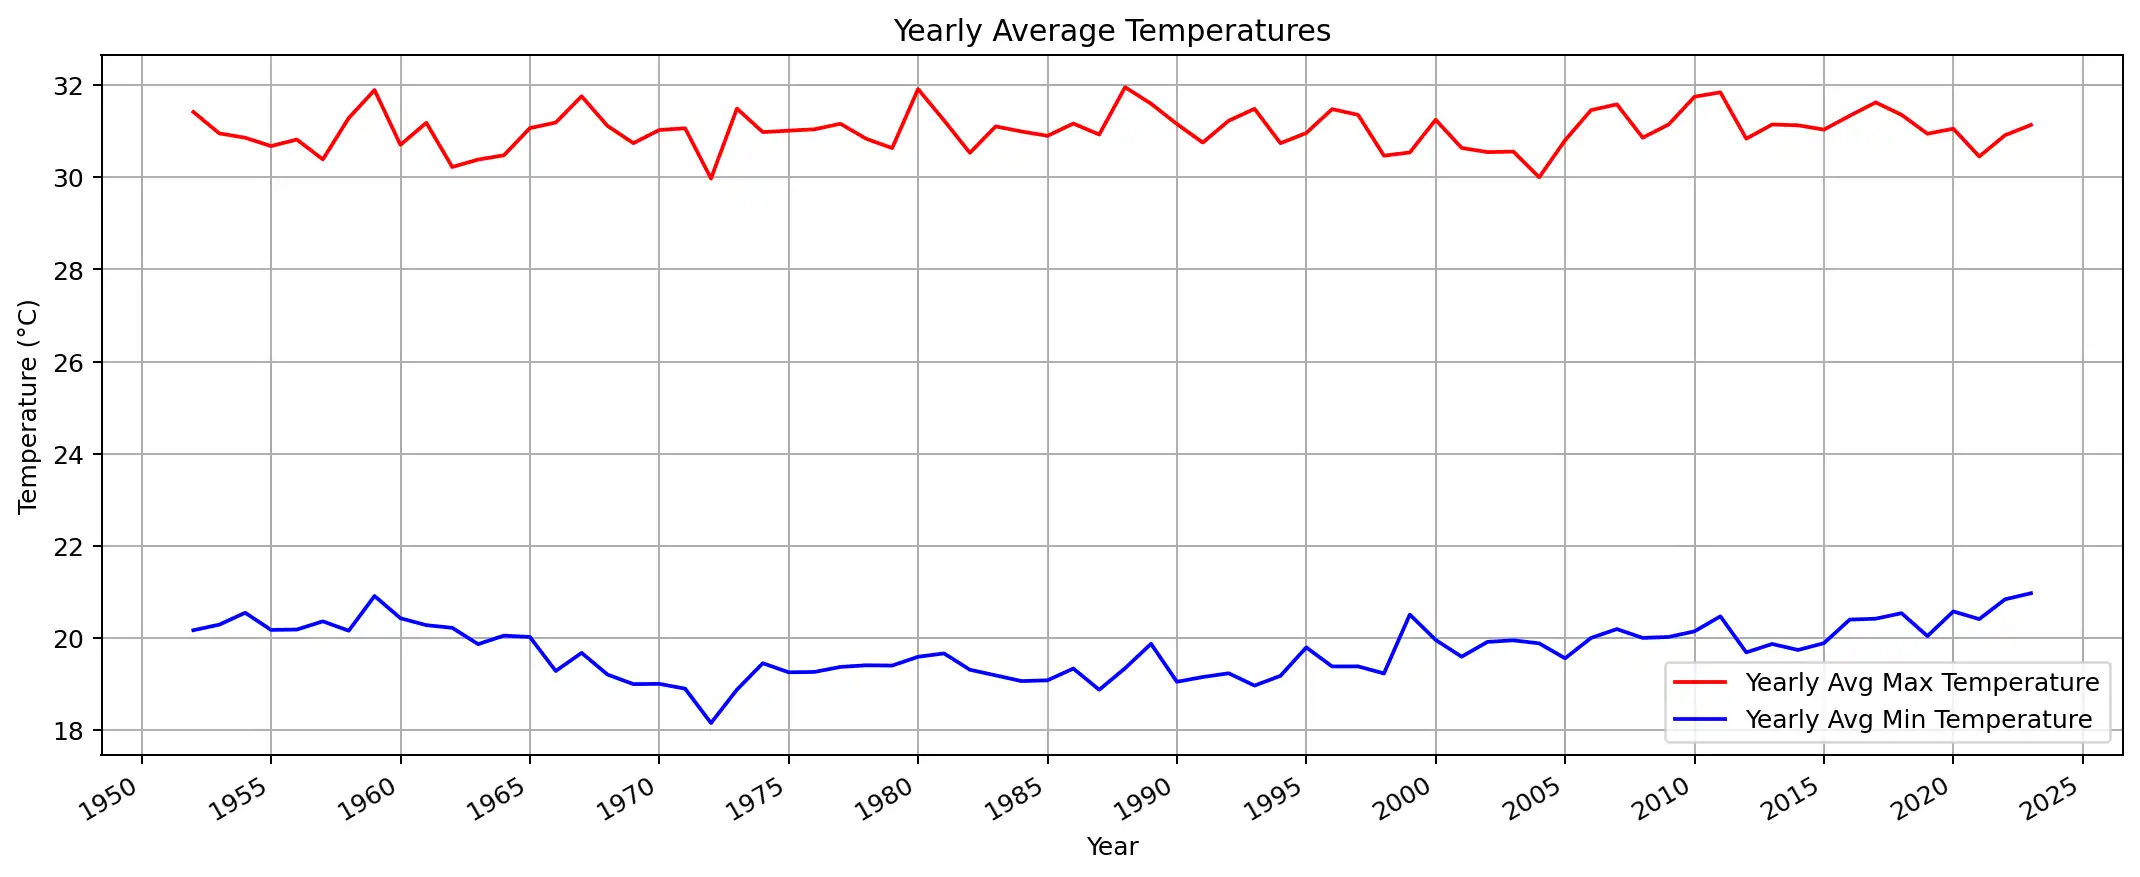 Yearly Average Temperatures
32
30
28
26
24
22
20
18
Temperature (°C)
Yearly Avg Max Temperature
Yearly Avg Min Temperature
1950 1955 1960 1965 1970 1975 1980 1985 1990 1995 2000 2005 2010 2015 2020 2025
Year